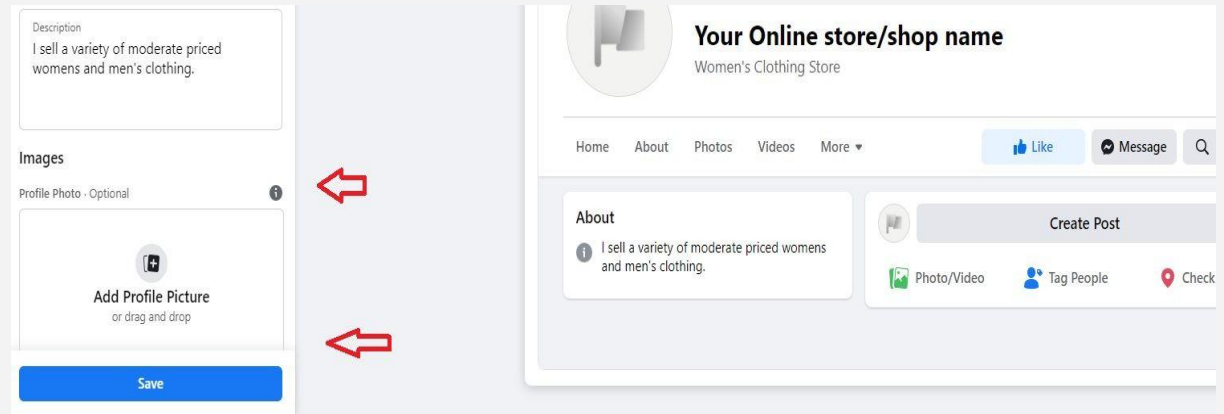 Description
I sell a variety of moderate priced
womens and men's clothing.
Images
Profile Photo · Optional
Add Profile Picture
or drag and drop
Save
Your Online store/shop name
Women's Clothing Store
Home About Photos Videos More
Like Message
About
I sell a variety of moderate priced womens
and men's clothing.
Create Post
Photo/Video Tag People Check